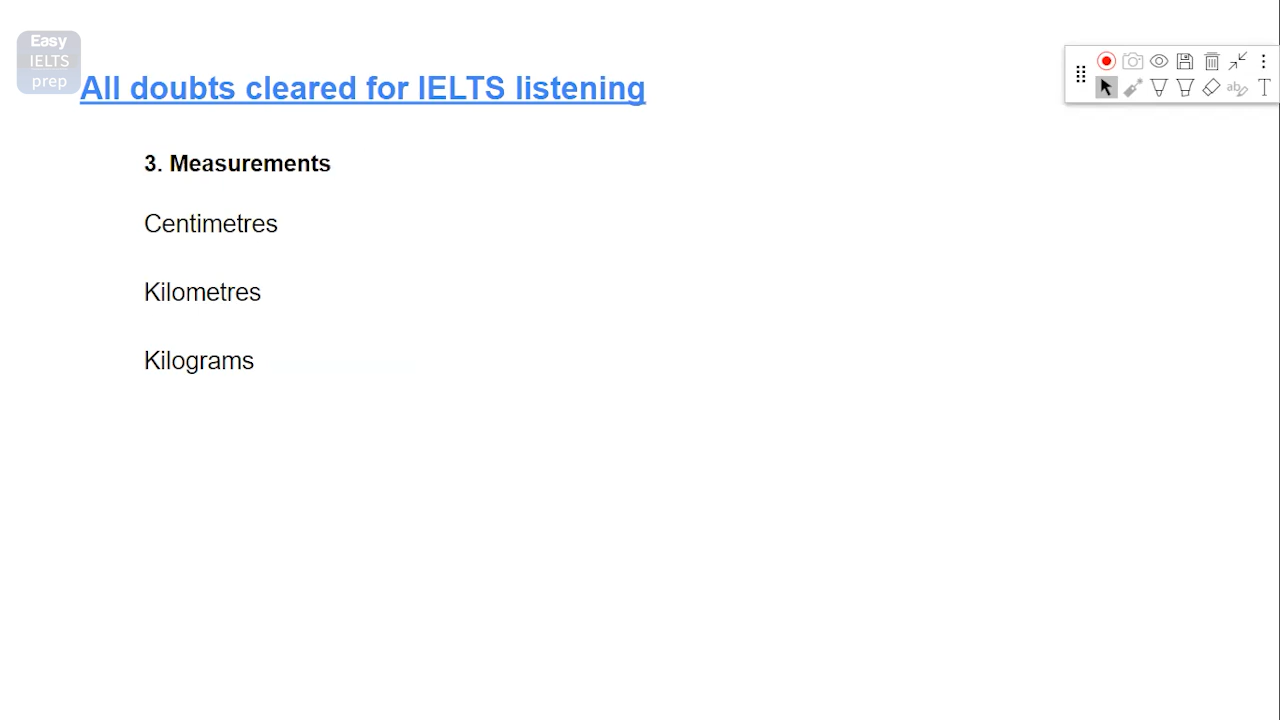 Easy
IELTS
prep
All doubts cleared for IELTS listening
3. Measurements
Centimetres
Kilometres
Kilograms